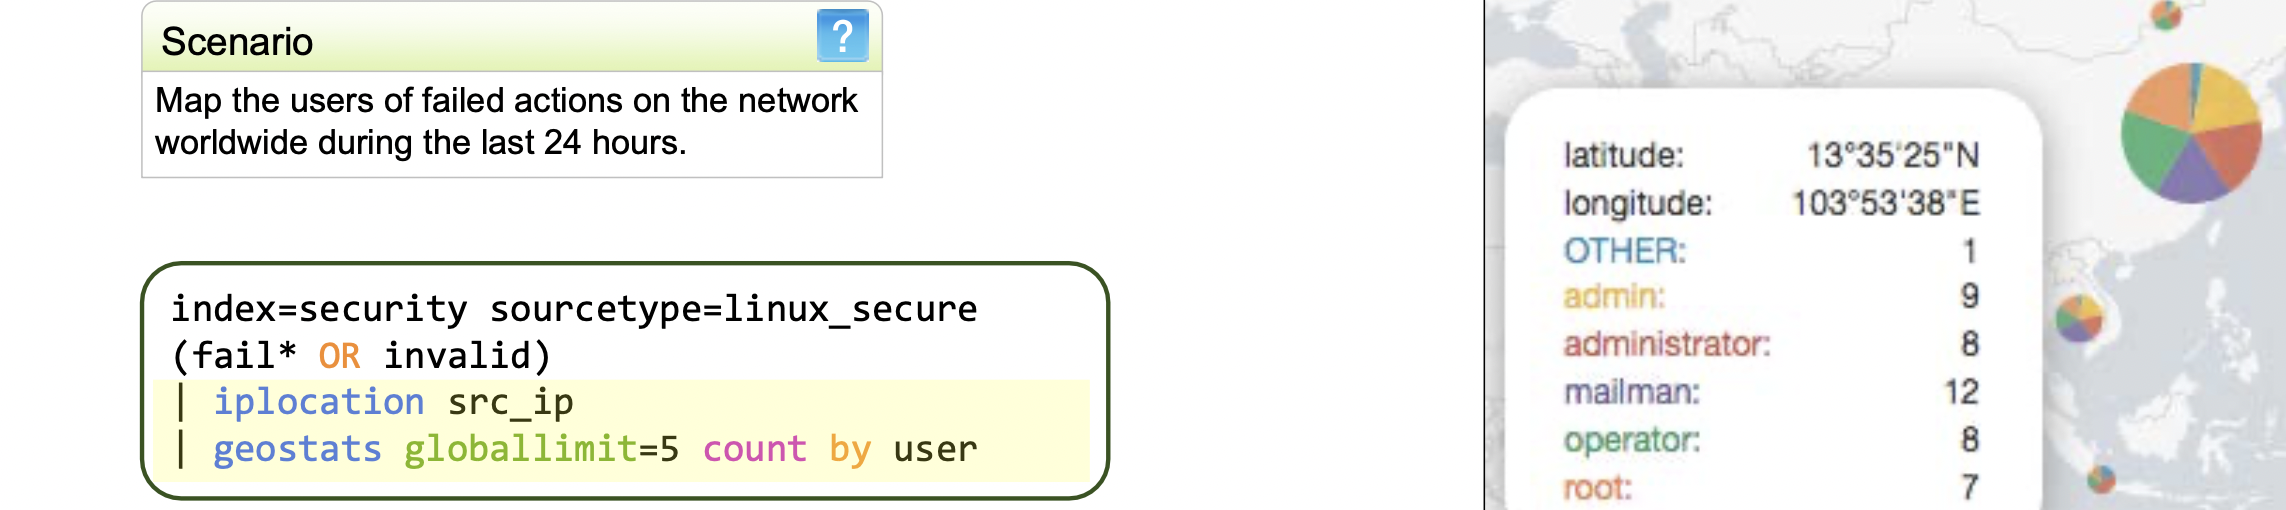 Scenario
?
Map the users of failed actions on the network
worldwide during the last 24 hours.
index=security sourcetype=linux_secure
(fail* OR invalid)
| iplocation src_ip
| geostats globallimit=5 count by user
latitude: 13°35'25"N
longitude: 103°53'38"E
OTHER: 1
admin: 9
administrator: 8
mailman: 12
operator: 8
root: 7